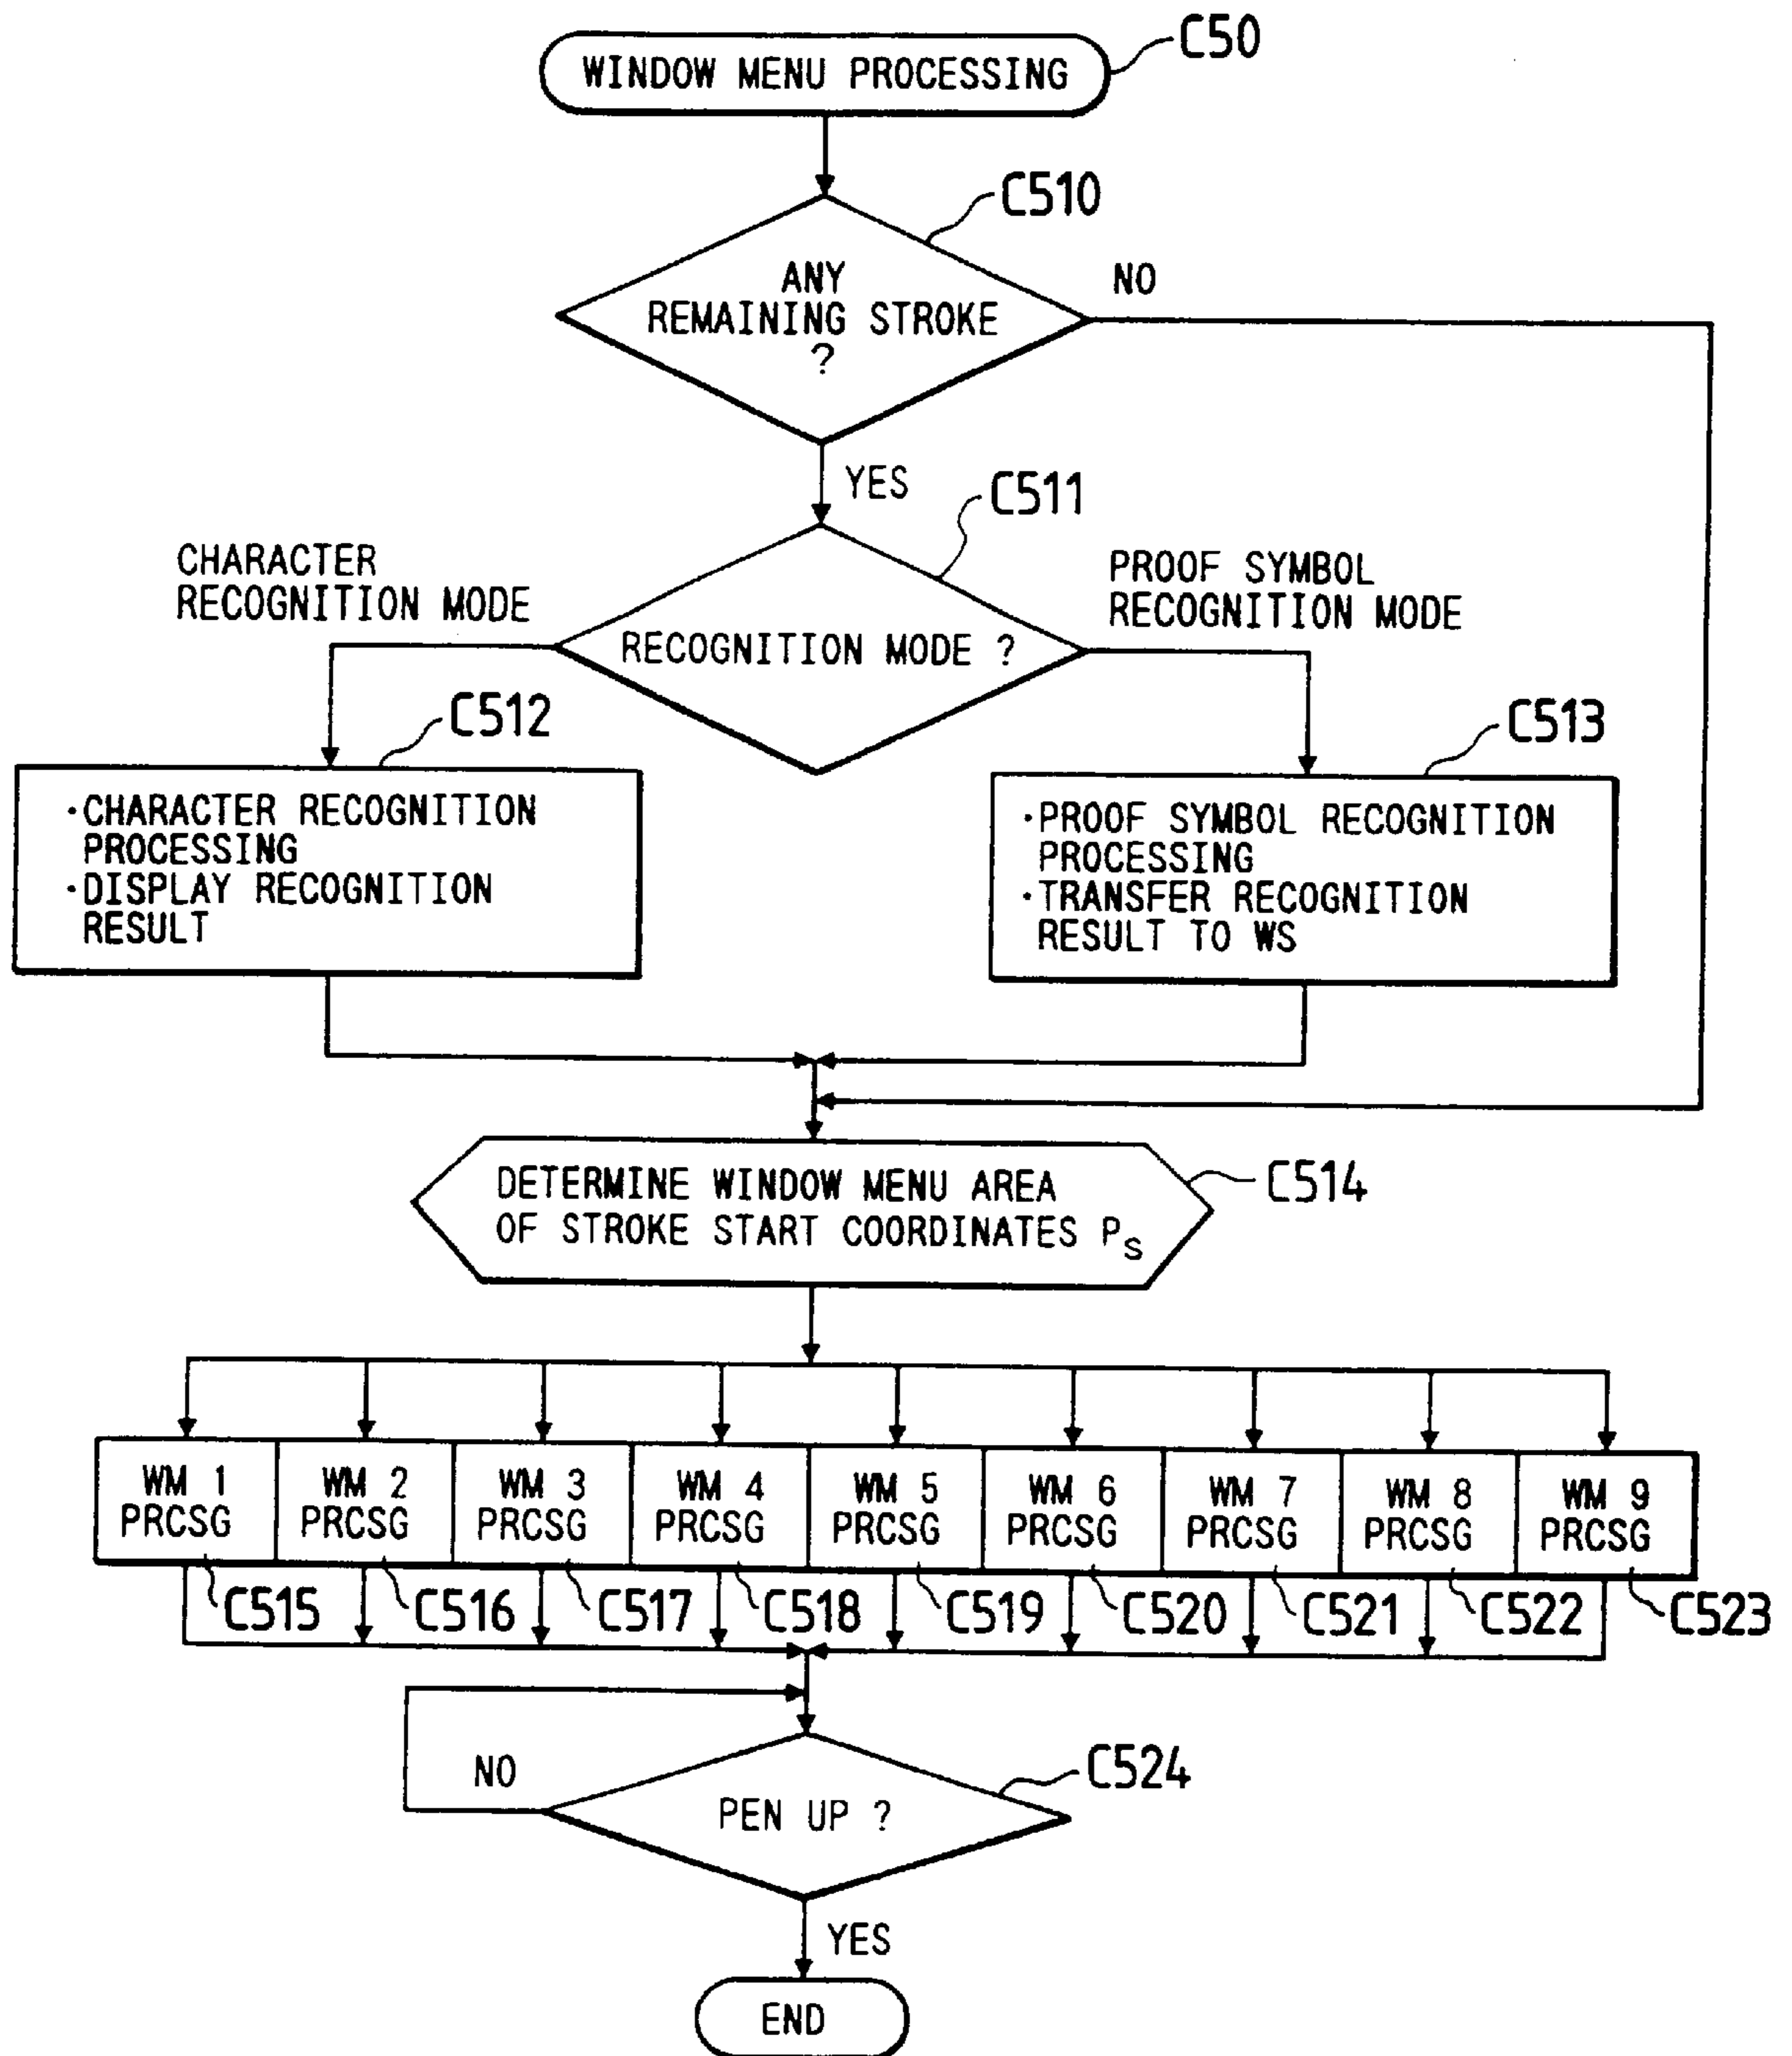 WINDOW MENU PROCESSING
C50
C510
ANY
REMAINING STROKE
?
NO
YES
C511
CHARACTER
RECOGNITION MODE
PROOF SYMBOL
RECOGNITION MODE
RECOGNITION MODE ?
C512
C513
·CHARACTER RECOGNITION
PROCESSING
·DISPLAY RECOGNITION
RESULT
·PROOF SYMBOL RECOGNITION
PROCESSING
·TRANSFER RECOGNITION
RESULT TO WS
DETERMINE WINDOW MENU AREA
OF STROKE START COORDINATES PS
C514
WM 1
PRCSG
WM 2
PRCSG
WM 3
PRCSG
WM 4
PRCSG
WM 5
PRCSG
WM 6
PRCSG
WM 7
PRCSG
WM 8
PRCSG
WM 9
PRCSG
C515
C516
C517
C518
C519
C520
C521
C522
C523
NO
PEN UP ?
C524
YES
END